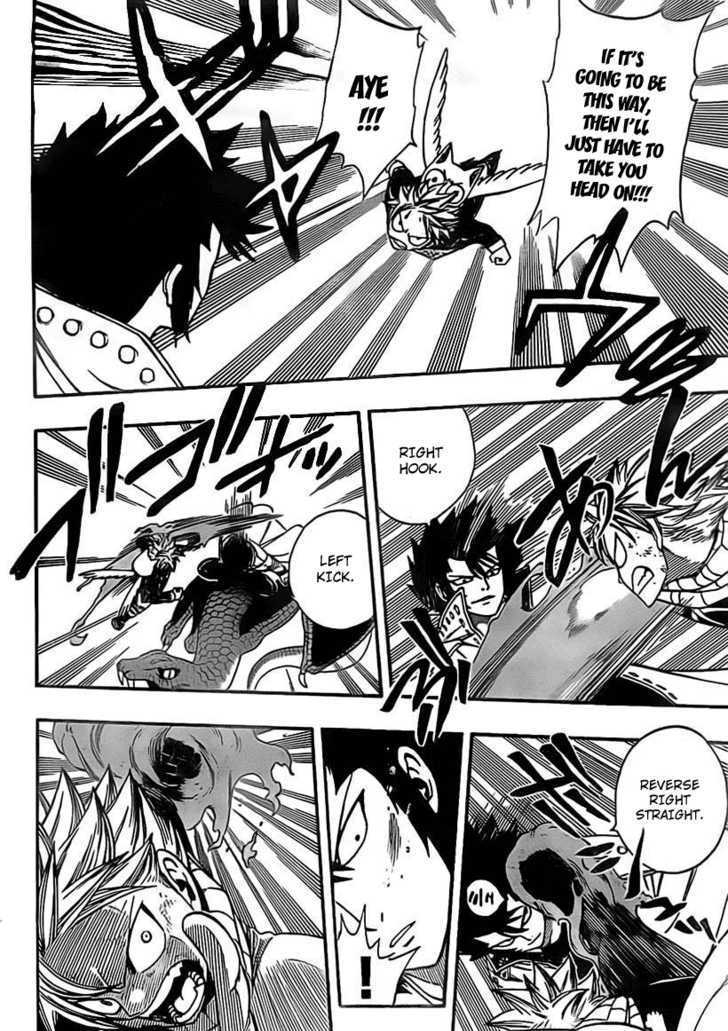 IF IT'S
GOING TO BE
THIS WAY,
THEN I'LL
JUST HAVE TO
TAKE YOU
HEAD ON!!!
AYE
!!!
RIGHT
HOOK.
LEFT
KICK.
REVERSE
RIGHT
STRAIGHT.
!